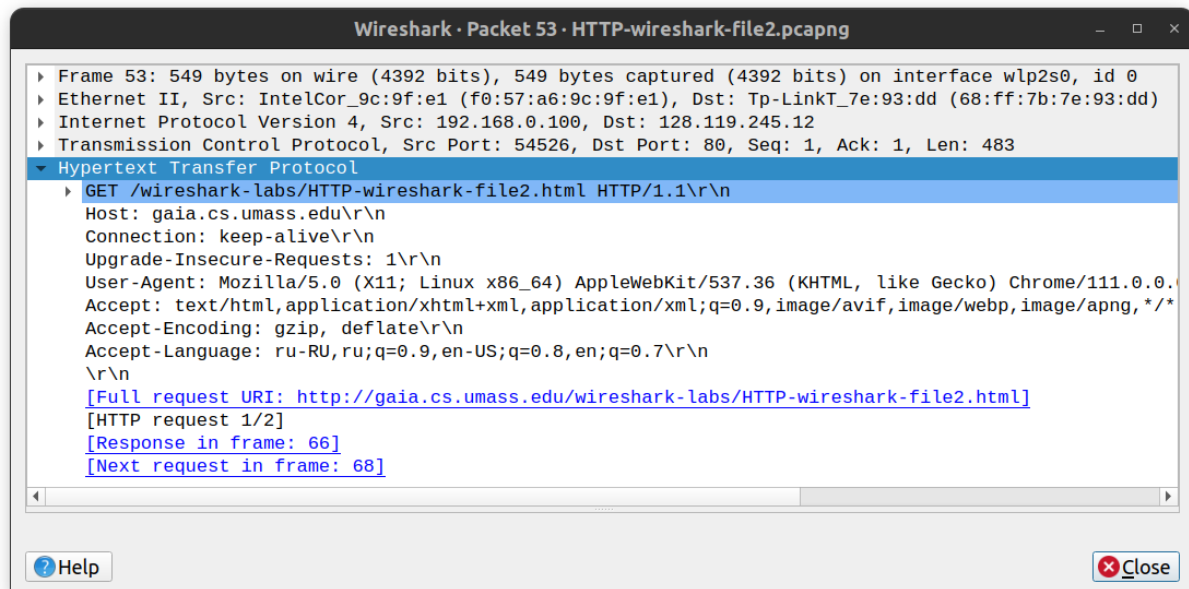 Wireshark · Packet 53 · HTTP-wireshark-file2.pcapng
Frame 53: 549 bytes on wire (4392 bits), 549 bytes captured (4392 bits) on interface wlp2s0, id 0
Ethernet II, Src: IntelCor_9c:9f:e1 (f0:57:a6:9c:9f:e1), Dst: Tp-LinkT_7e:93:dd (68:ff:7b:7e:93:dd)
Internet Protocol Version 4, Src: 192.168.0.100, Dst: 128.119.245.12
Transmission Control Protocol, Src Port: 54526, Dst Port: 80, Seq: 1, Ack: 1, Len: 483
Hypertext Transfer Protocol
GET /wireshark-labs/HTTP-wireshark-file2.html HTTP/1.1\r\n
Host: gaia.cs.umass.edu\r\n
Connection: keep-alive\r\n
Upgrade-Insecure-Requests: 1\r\n
User-Agent: Mozilla/5.0 (X11; Linux x86_64) AppleWebKit/537.36 (KHTML, like Gecko) Chrome/111.0.0.
Accept: text/html,application/xhtml+xml,application/xml;q=0.9,image/avif,image/webp,image/apng,*/*
Accept-Encoding: gzip, deflate\r\n
Accept-Language: ru-RU,ru;q=0.9,en-US;q=0.8,en;q=0.7\r\n
\r\n
[Full request URI: http://gaia.cs.umass.edu/wireshark-labs/HTTP-wireshark-file2.html]
[HTTP request 1/2]
[Response in frame: 66]
[Next request in frame: 68]
Help
Close